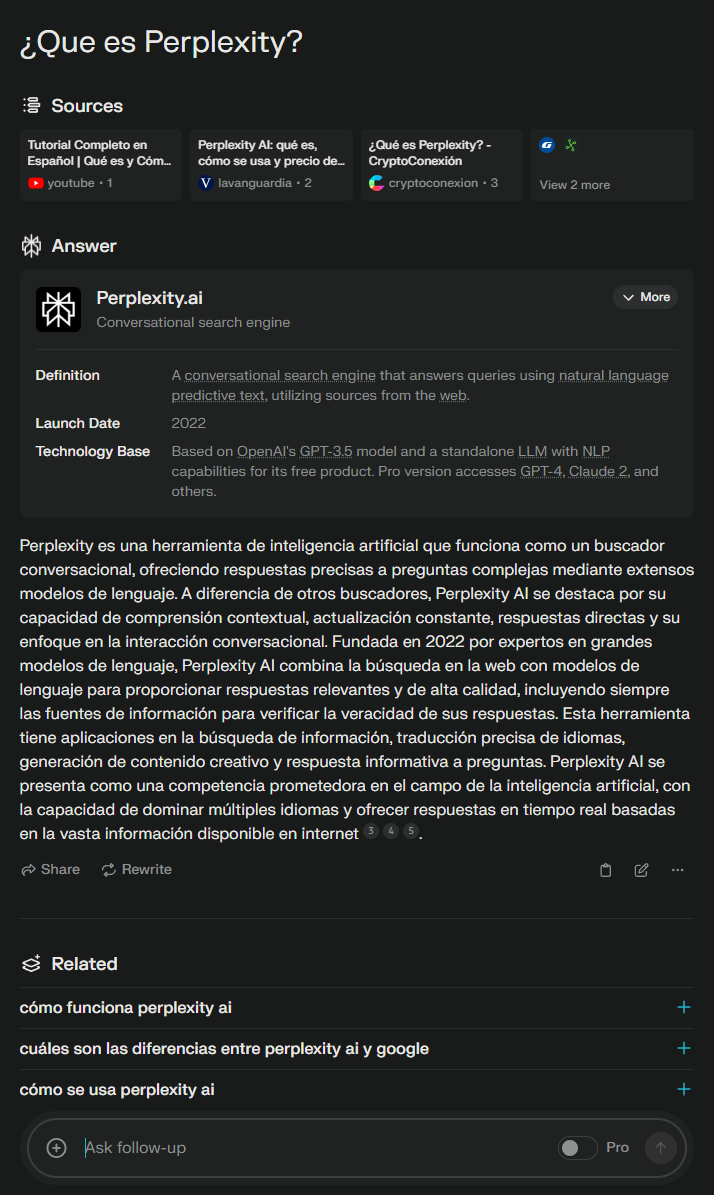 ¿Que es Perplexity?
Sources
Tutorial Completo en
Español | Qué es y Cóm...
youtube · 1
Perplexity AI: qué es,
cómo se usa y precio de...
lavanguardia · 2
¿Qué es Perplexity? -
CryptoConexión
cryptoconexion · 3
View 2 more
Answer
Perplexity.ai
Conversational search engine
More
Definition
A conversational search engine that answers queries using natural language
predictive text, utilizing sources from the web.
Launch Date
2022
Technology Base
Based on OpenAI's GPT-3.5 model and a standalone LLM with NLP
capabilities for its free product. Pro version accesses GPT-4, Claude 2, and
others.
Perplexity es una herramienta de inteligencia artificial que funciona como un buscador
conversacional, ofreciendo respuestas precisas a preguntas complejas mediante extensos
modelos de lenguaje. A diferencia de otros buscadores, Perplexity AI se destaca por su
capacidad de comprensión contextual, actualización constante, respuestas directas y su
enfoque en la interacción conversacional. Fundada en 2022 por expertos en grandes
modelos de lenguaje, Perplexity AI combina la búsqueda en la web con modelos de
lenguaje para proporcionar respuestas relevantes y de alta calidad, incluyendo siempre
las fuentes de información para verificar la veracidad de sus respuestas. Esta herramienta
tiene aplicaciones en la búsqueda de información, traducción precisa de idiomas,
generación de contenido creativo y respuesta informativa a preguntas. Perplexity AI se
presenta como una competencia prometedora en el campo de la inteligencia artificial, con
la capacidad de dominar múltiples idiomas y ofrecer respuestas en tiempo real basadas
en la vasta información disponible en internet 3 4 5.
Share
Rewrite
Related
cómo funciona perplexity ai
cuáles son las diferencias entre perplexity ai y google
cómo se usa perplexity ai
Ask follow-up
Pro